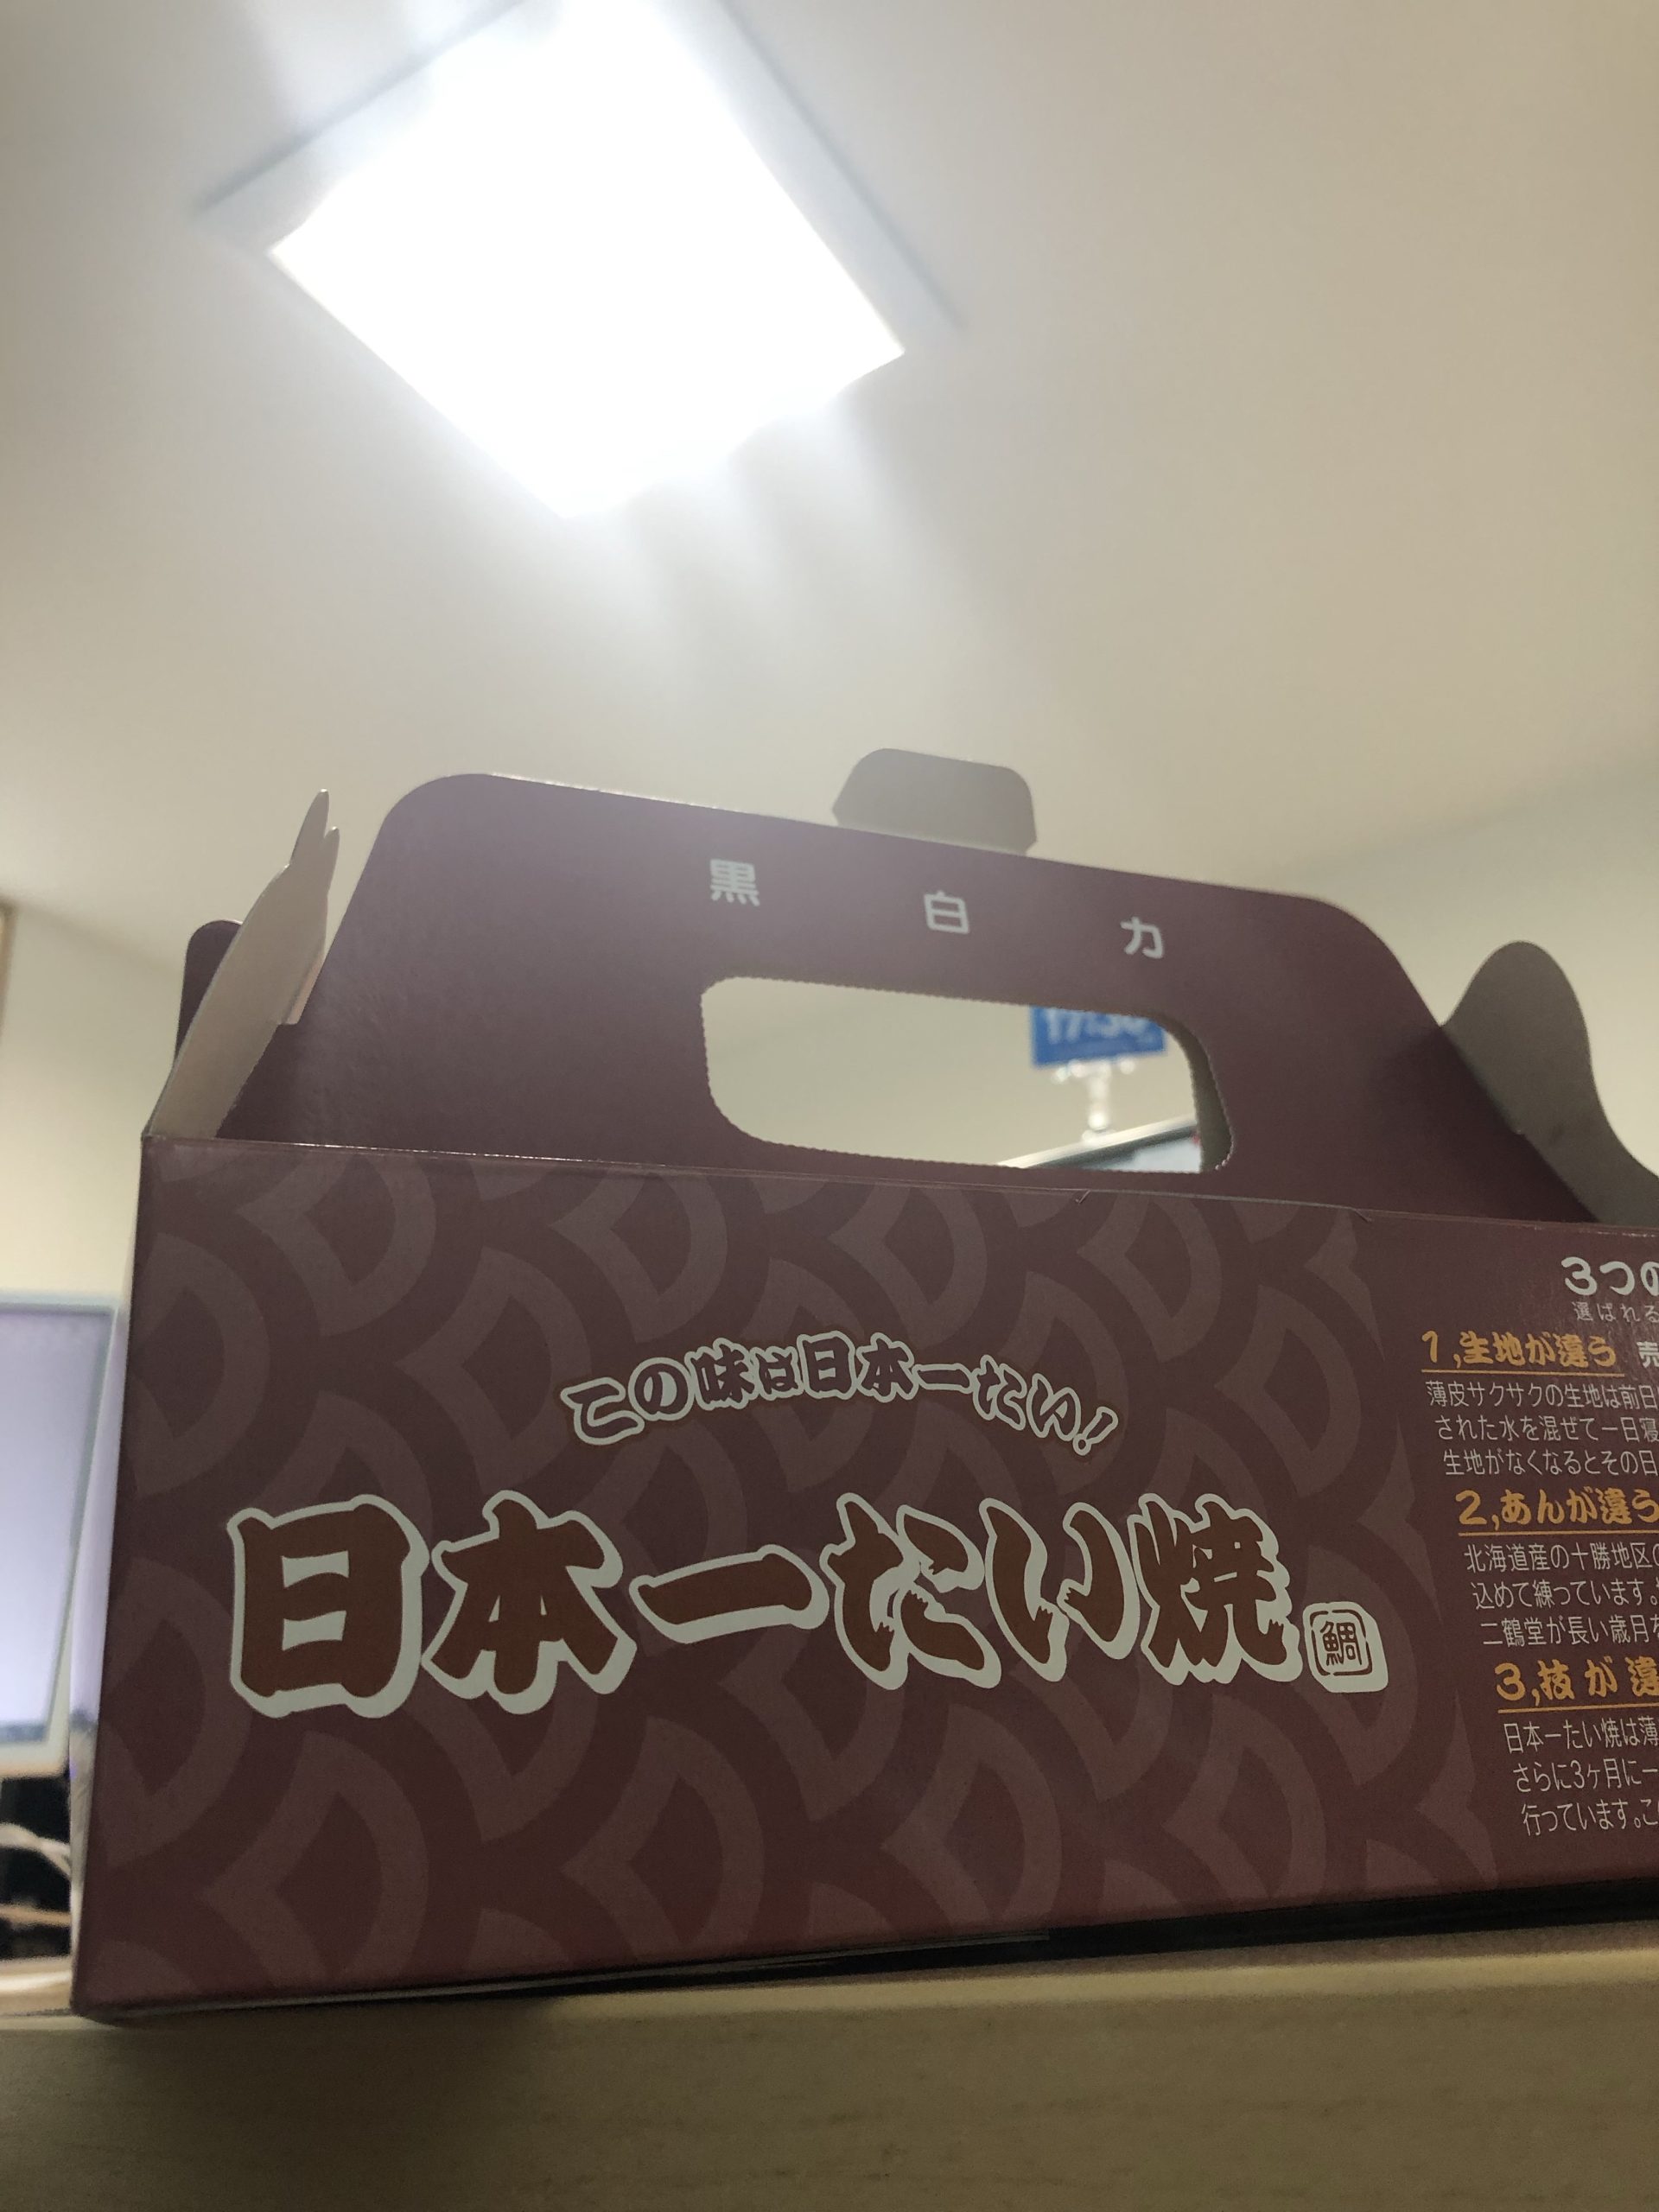 黒 白 カ
この味は日本一たい!
日本一たい焼
鯛
3つの
選ばれる
1,生地が違う 売
薄皮サクサクの生地は前日
された水を混ぜて一日寝
生地がなくなるとその日
2,あんが違う
北海道産の十勝地区の
込めて練っています。
二鶴堂が長い歳月を
3,技が違
日本一たい焼は薄
さらに3ヶ月に一
行っています。こ